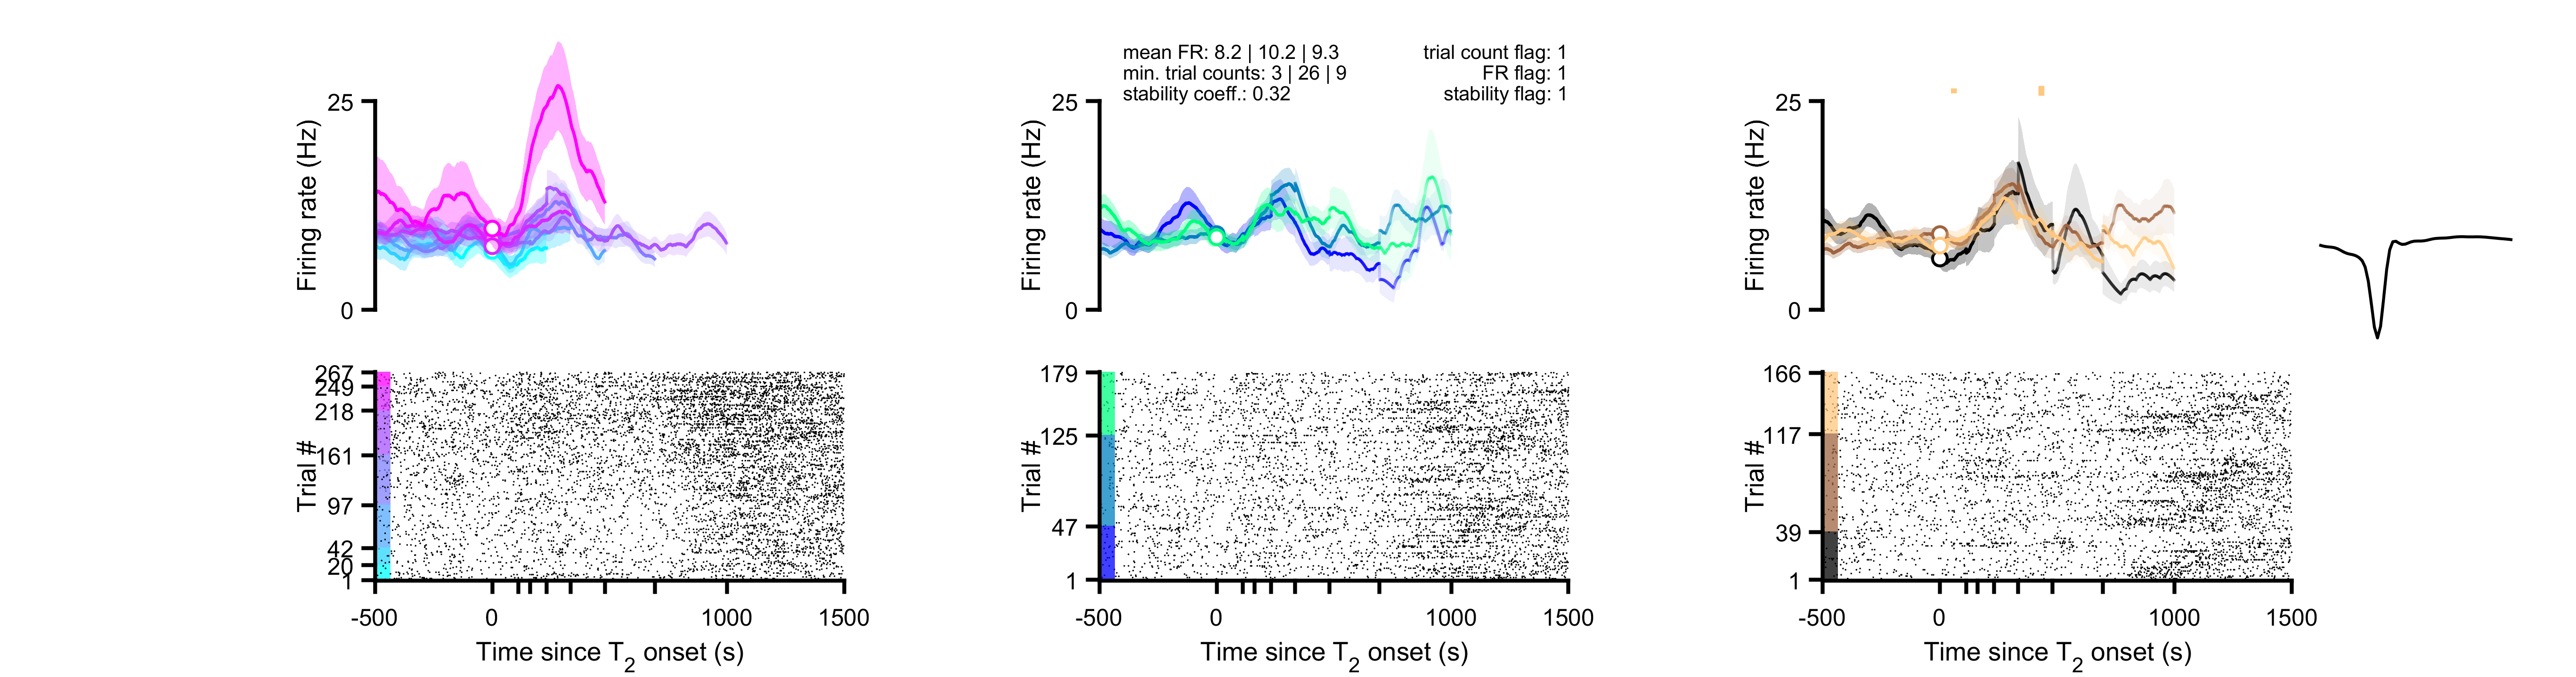 25
Firing rate (Hz)
0
267
249
218
161
97
42
20
1
Trial #
-500 0 1000 1500
Time since T2 onset (s)
mean FR: 8.2 | 10.2 | 9.3
min. trial counts: 3 | 26 | 9
stability coeff.: 0.32
trial count flag: 1
FR flag: 1
stability flag: 1
25
Firing rate (Hz)
0
179
125
47
1
Trial #
-500 0 1000 1500
Time since T2 onset (s)
25
Firing rate (Hz)
0
166
117
39
1
Trial #
-500 0 1000 1500
Time since T2 onset (s)